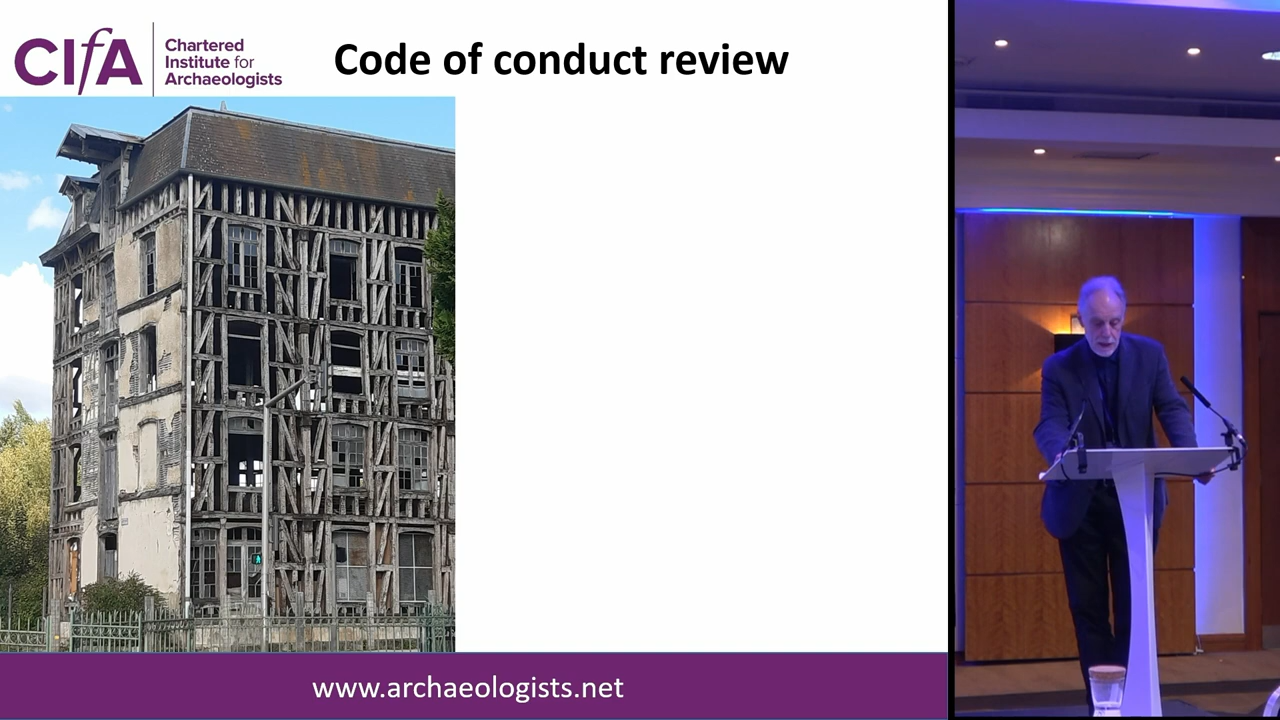 CIfA
Chartered
Institute for
Archaeologists
Code of conduct review
www.archaeologists.net